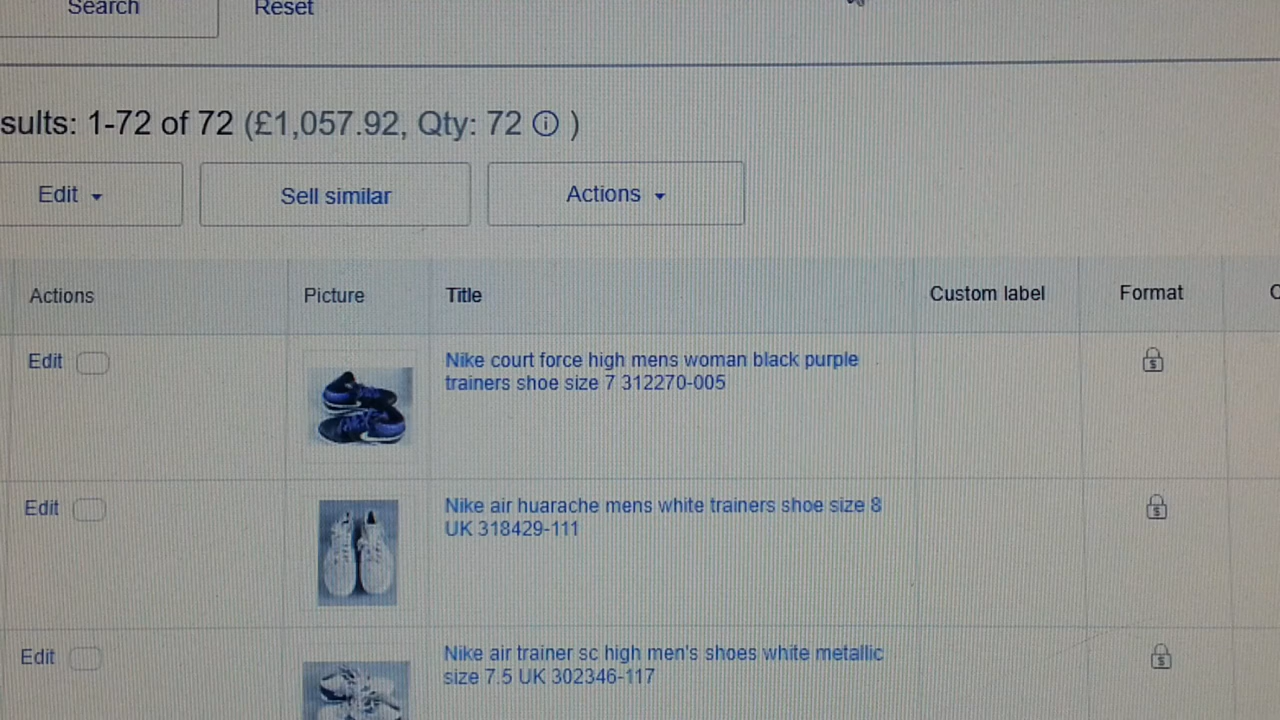 Search Reset
sults: 1-72 of 72 (£1,057.92, Qty: 72 i )
Edit Sell similar Actions
Actions Picture Title Custom label Format
Edit Nike court force high mens woman black purple
trainers shoe size 7 312270-005
Edit Nike air huarache mens white trainers shoe size 8
UK 318429-111
Edit Nike air trainer sc high men's shoes white metallic
size 7.5 UK 302346-117